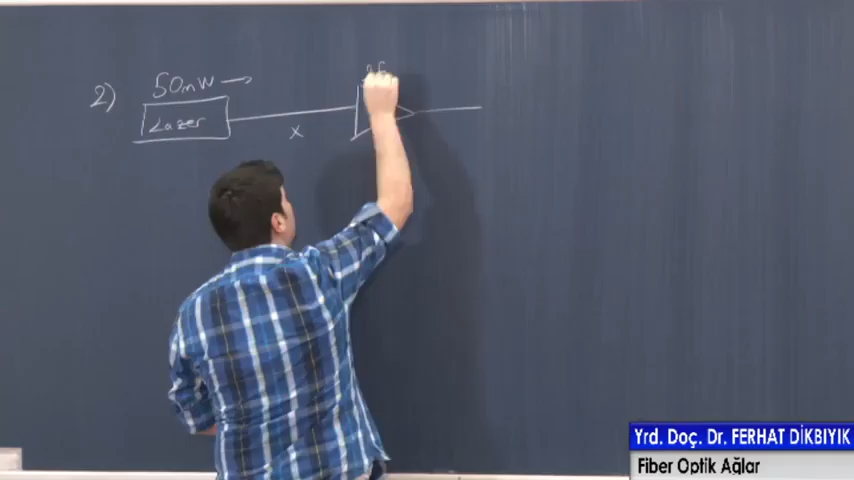 2) 50mW →
Lazer
x
Yrd. Doç. Dr. FERHAT DİKBIYIK
Fiber Optik Ağlar